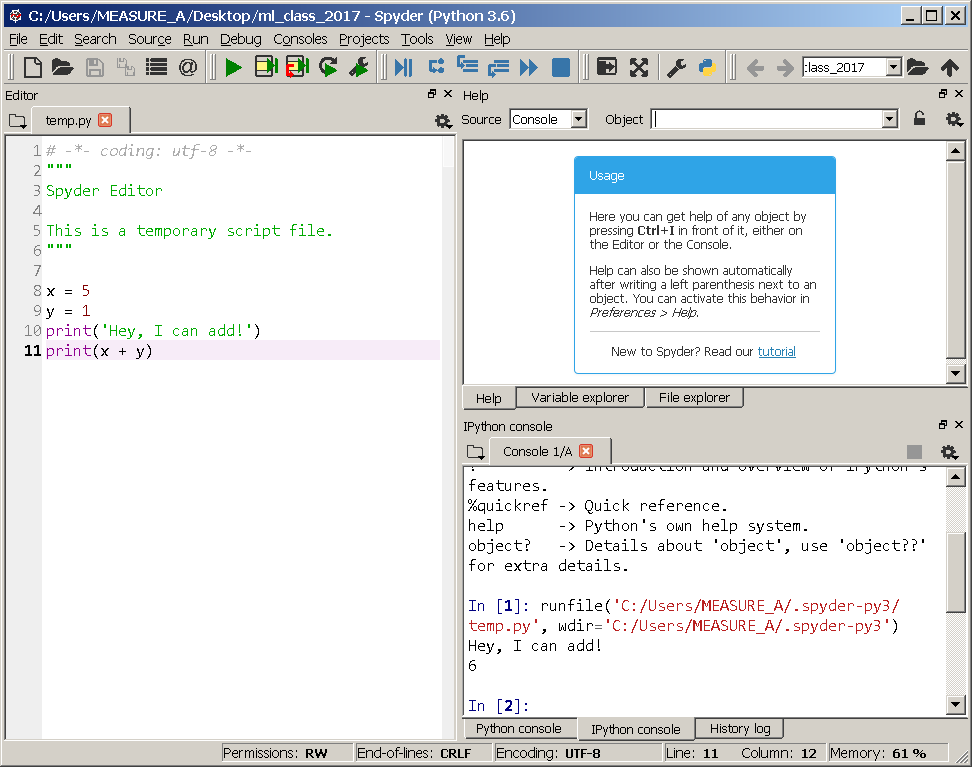 C:/Users/MEASURE_A/Desktop/ml_class_2017 - Spyder (Python 3.6)
File Edit Search Source Run Debug Consoles Projects Tools View Help
:lass_2017
Editor
temp.py
1 # -*- coding: utf-8 -*-
2 """
3 Spyder Editor
4
5 This is a temporary script file.
6 """
7
8 x = 5
9 y = 1
10 print('Hey, I can add!')
11 print(x + y)
Help
Source Console Object
Usage
Here you can get help of any object by
pressing Ctrl+I in front of it, either on
the Editor or the Console.
Help can also be shown automatically
after writing a left parenthesis next to an
object. You can activate this behavior in
Preferences > Help.
New to Spyder? Read our tutorial
Help Variable explorer File explorer
IPython console
Console 1/A
-> Introduction and overview of IPython's
features.
%quickref -> Quick reference.
help -> Python's own help system.
object? -> Details about 'object', use 'object??'
for extra details.
In [1]: runfile('C:/Users/MEASURE_A/.spyder-py3/
temp.py', wdir='C:/Users/MEASURE_A/.spyder-py3')
Hey, I can add!
6
In [2]:
Python console IPython console History log
Permissions: RW End-of-lines: CRLF Encoding: UTF-8 Line: 11 Column: 12 Memory: 61 %